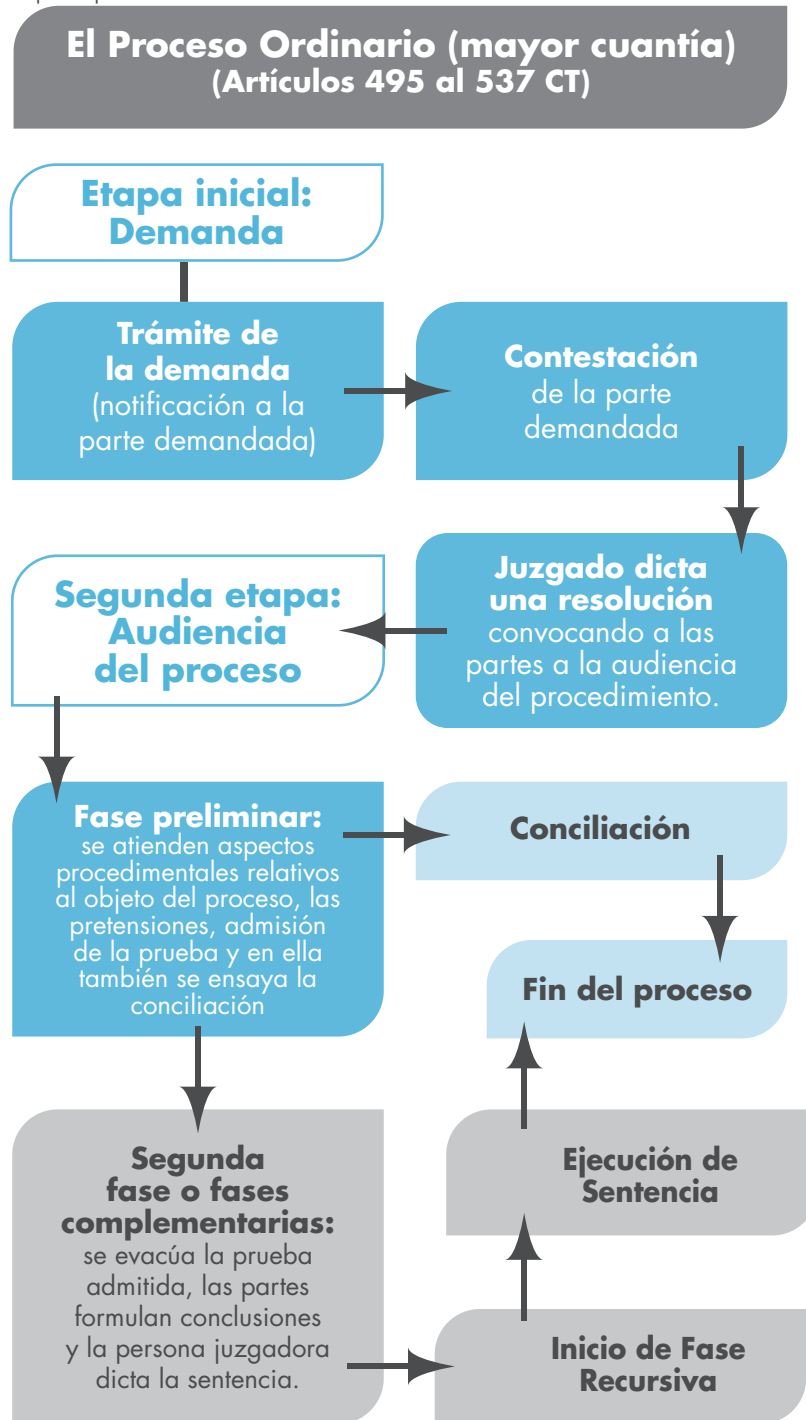 El Proceso Ordinario (mayor cuantía)
(Artículos 495 al 537 CT)
Etapa inicial:
Demanda
Trámite de
la demanda
(notificación a la
parte demandada)
Contestación
de la parte
demandada
Juzgado dicta
una resolución
convocando a las
partes a la audiencia
del procedimiento.
Segunda etapa:
Audiencia
del proceso
Fase preliminar:
se atienden aspectos
procedimentales relativos
al objeto del proceso, las
pretensiones, admisión
de la prueba y en ella
también se ensaya la
conciliación
Conciliación
Fin del proceso
Segunda
fase o fases
complementarias:
se evacúa la prueba
admitida, las partes
formulan conclusiones
y la persona juzgadora
dicta la sentencia.
Inicio de Fase
Recursiva
Ejecución de
Sentencia